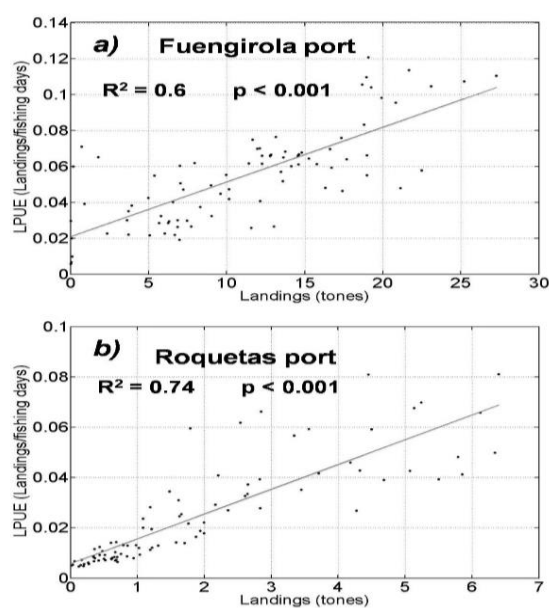 a) Fuengirola port
R² = 0.6 p < 0.001
LPUE (Landings/fishing days)
0.14
0.12
0.1
0.08
0.06
0.04
0.02
0
0 5 10 15 20 25 30
Landings (tones)
b) Roquetas port
R² = 0.74 p < 0.001
LPUE (Landings/fishing days)
0.1
0.08
0.06
0.04
0.02
0
0 1 2 3 4 5 6 7
Landings (tones)